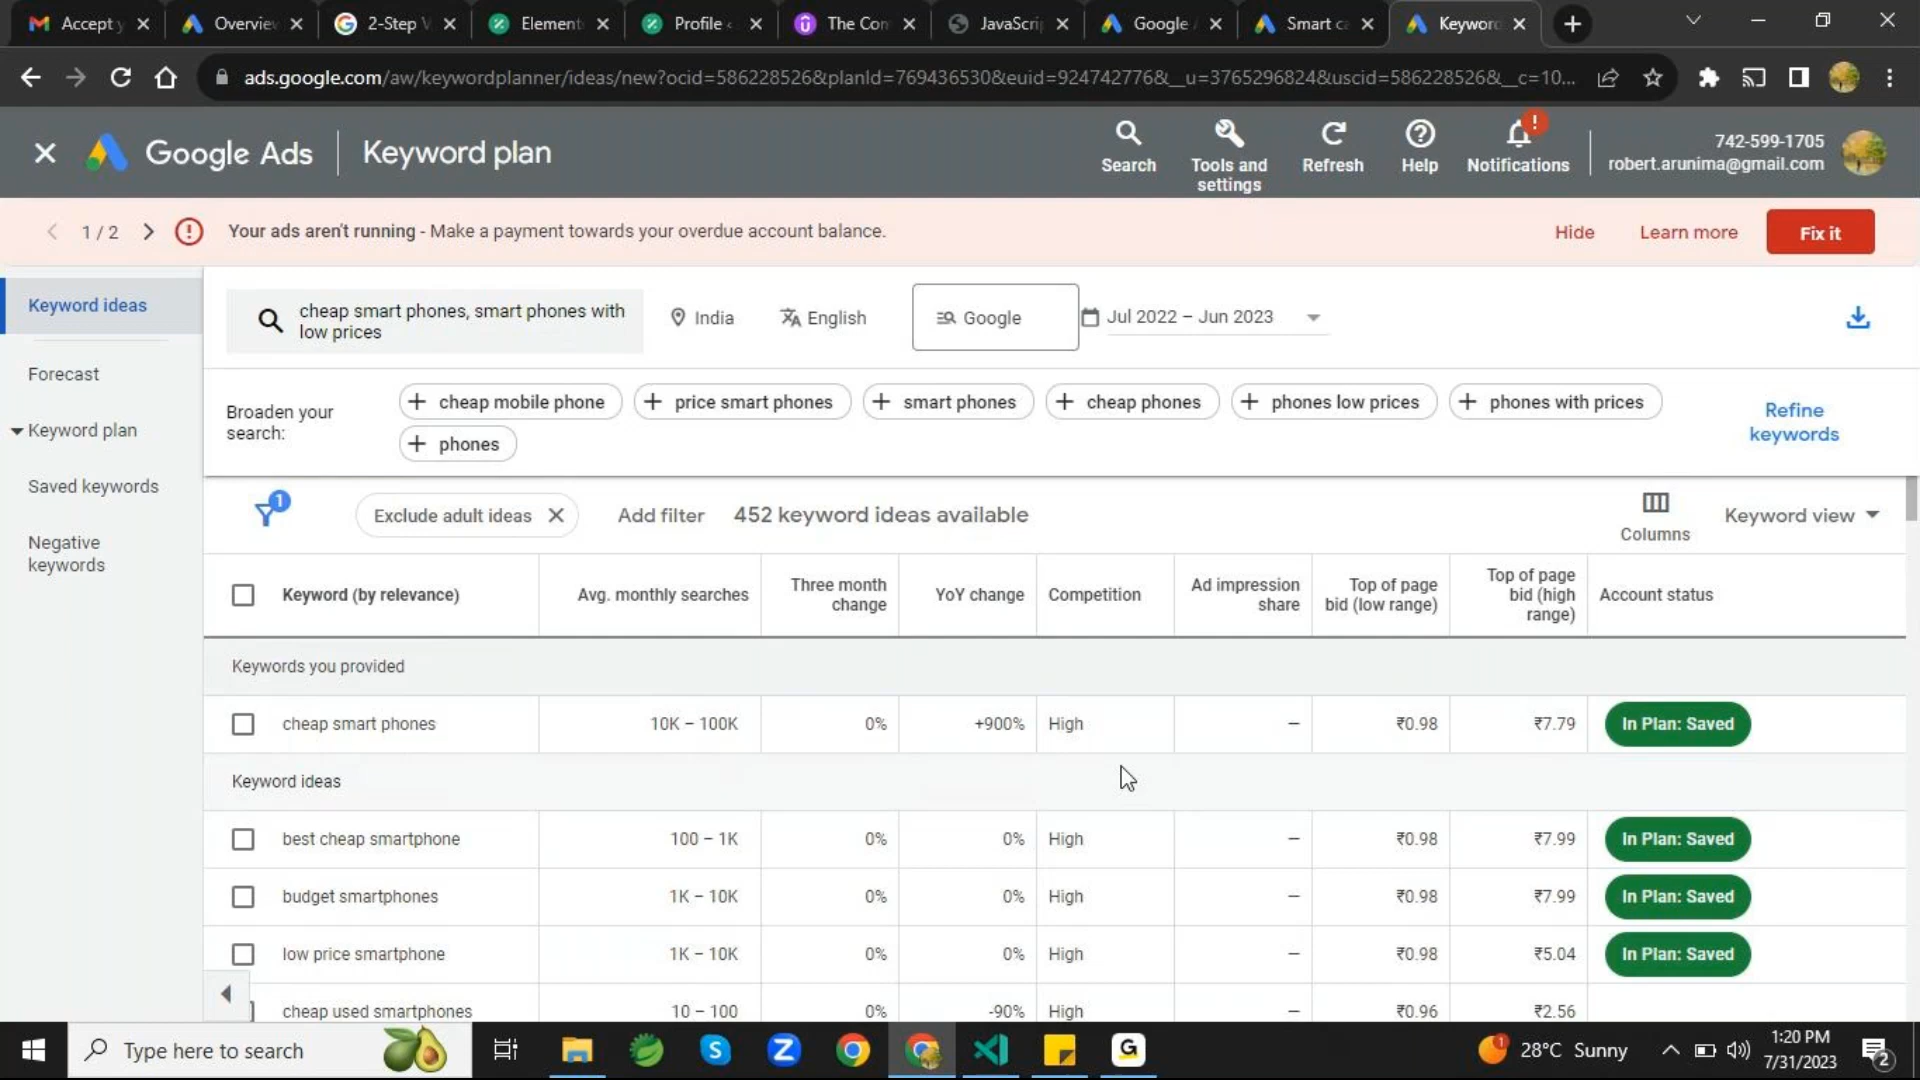 Accept y
Overvie
2-Step V
Element
Profile
The Con
JavaScri
Google
Smart ca
Keyword
ads.google.com/aw/keywordplanner/ideas/new?ocid=586228526&planId=769436530&euid=924742776&__u=3765296824&uscid=586228526&__c=10...
Google Ads
Keyword plan
Search
Tools and settings
Refresh
Help
Notifications
742-599-1705
robert.arunima@gmail.com
1 / 2
Your ads aren't running - Make a payment towards your overdue account balance.
Hide
Learn more
Fix it
Keyword ideas
Forecast
Keyword plan
Saved keywords
Negative
keywords
cheap smart phones, smart phones with
low prices
India
English
Google
Jul 2022 – Jun 2023
Broaden your
search:
cheap mobile phone
price smart phones
smart phones
cheap phones
phones low prices
phones with prices
phones
Refine
keywords
1
Exclude adult ideas
Add filter
452 keyword ideas available
Columns
Keyword view
Keyword (by relevance)
Avg. monthly searches
Three month
change
YoY change
Competition
Ad impression
share
Top of page
bid (low range)
Top of page
bid (high
range)
Account status
Keywords you provided
cheap smart phones 10K – 100K 0% +900% High – ₹0.98 ₹7.79 In Plan: Saved
Keyword ideas
best cheap smartphone 100 – 1K 0% 0% High – ₹0.98 ₹7.99 In Plan: Saved
budget smartphones 1K – 10K 0% 0% High – ₹0.98 ₹7.99 In Plan: Saved
low price smartphone 1K – 10K 0% 0% High – ₹0.98 ₹5.04 In Plan: Saved
cheap used smartphones 10 – 100 0% -90% High – ₹0.96 ₹2.56
Type here to search
28°C Sunny
1:20 PM
7/31/2023
2